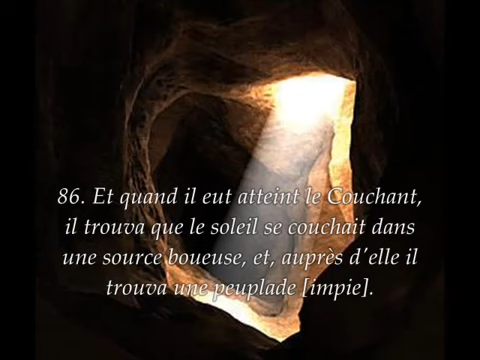 86. Et quand il eut atteint le Couchant,
il trouva que le soleil se couchait dans
une source boueuse, et, auprès d'elle il
trouva une peuplade [impie].